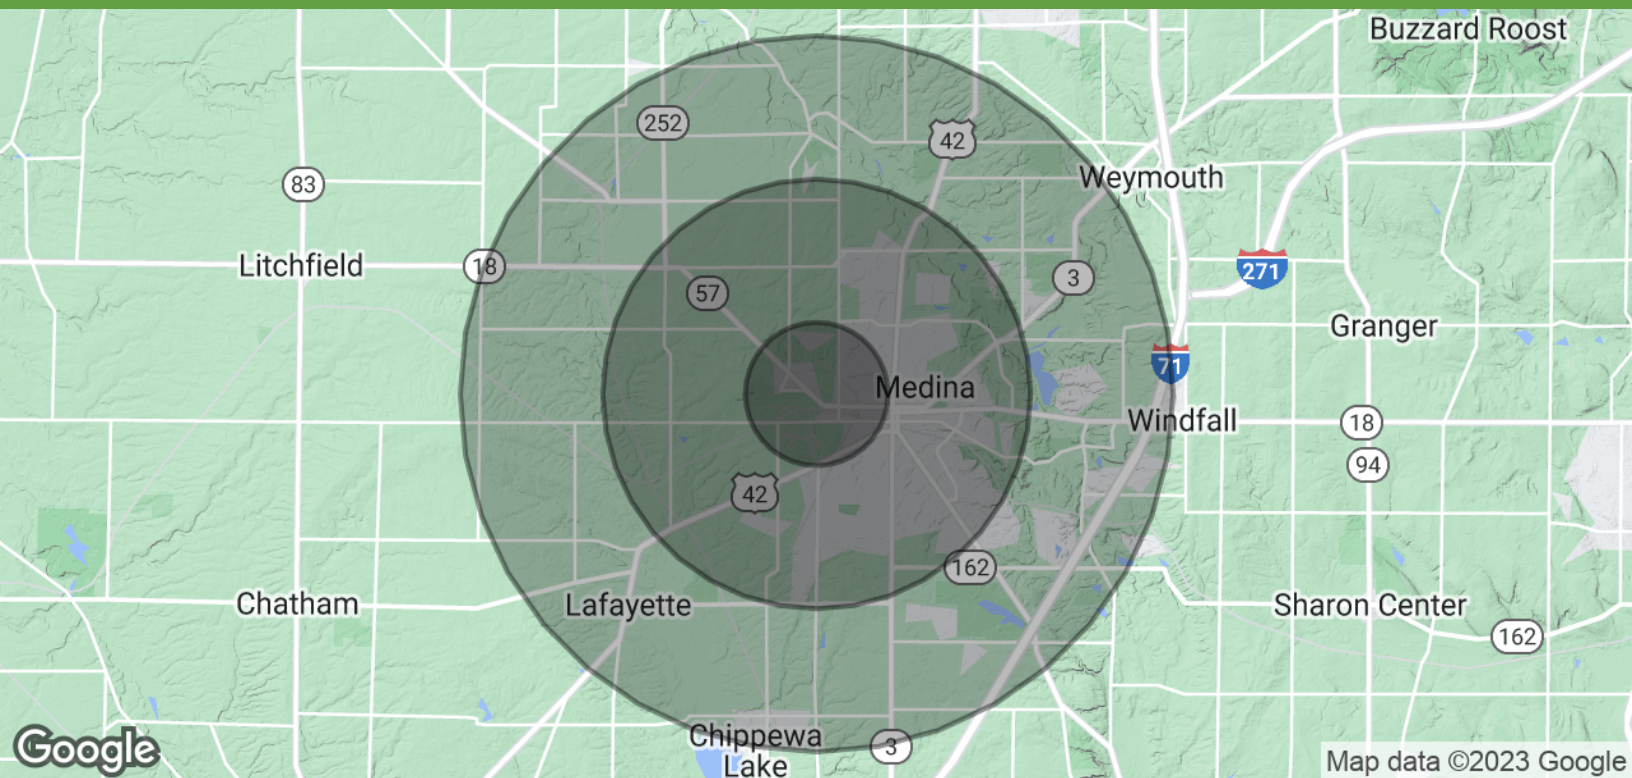 Buzzard Roost
252
42
Weymouth
83
Litchfield
18
271
3
57
Granger
71
Medina
Windfall
18
94
42
162
Chatham
Lafayette
Sharon Center
162
Chippewa
Lake
3
Google
Map data ©2023 Google